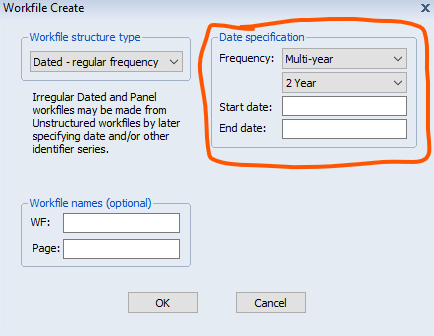 Workfile Create
Workfile structure type
Dated - regular frequency
Irregular Dated and Panel
workfiles may be made from
Unstructured workfiles by later
specifying date and/or other
identifier series.
Date specification
Frequency: Multi-year
2 Year
Start date:
End date:
Workfile names (optional)
WF:
Page:
OK Cancel